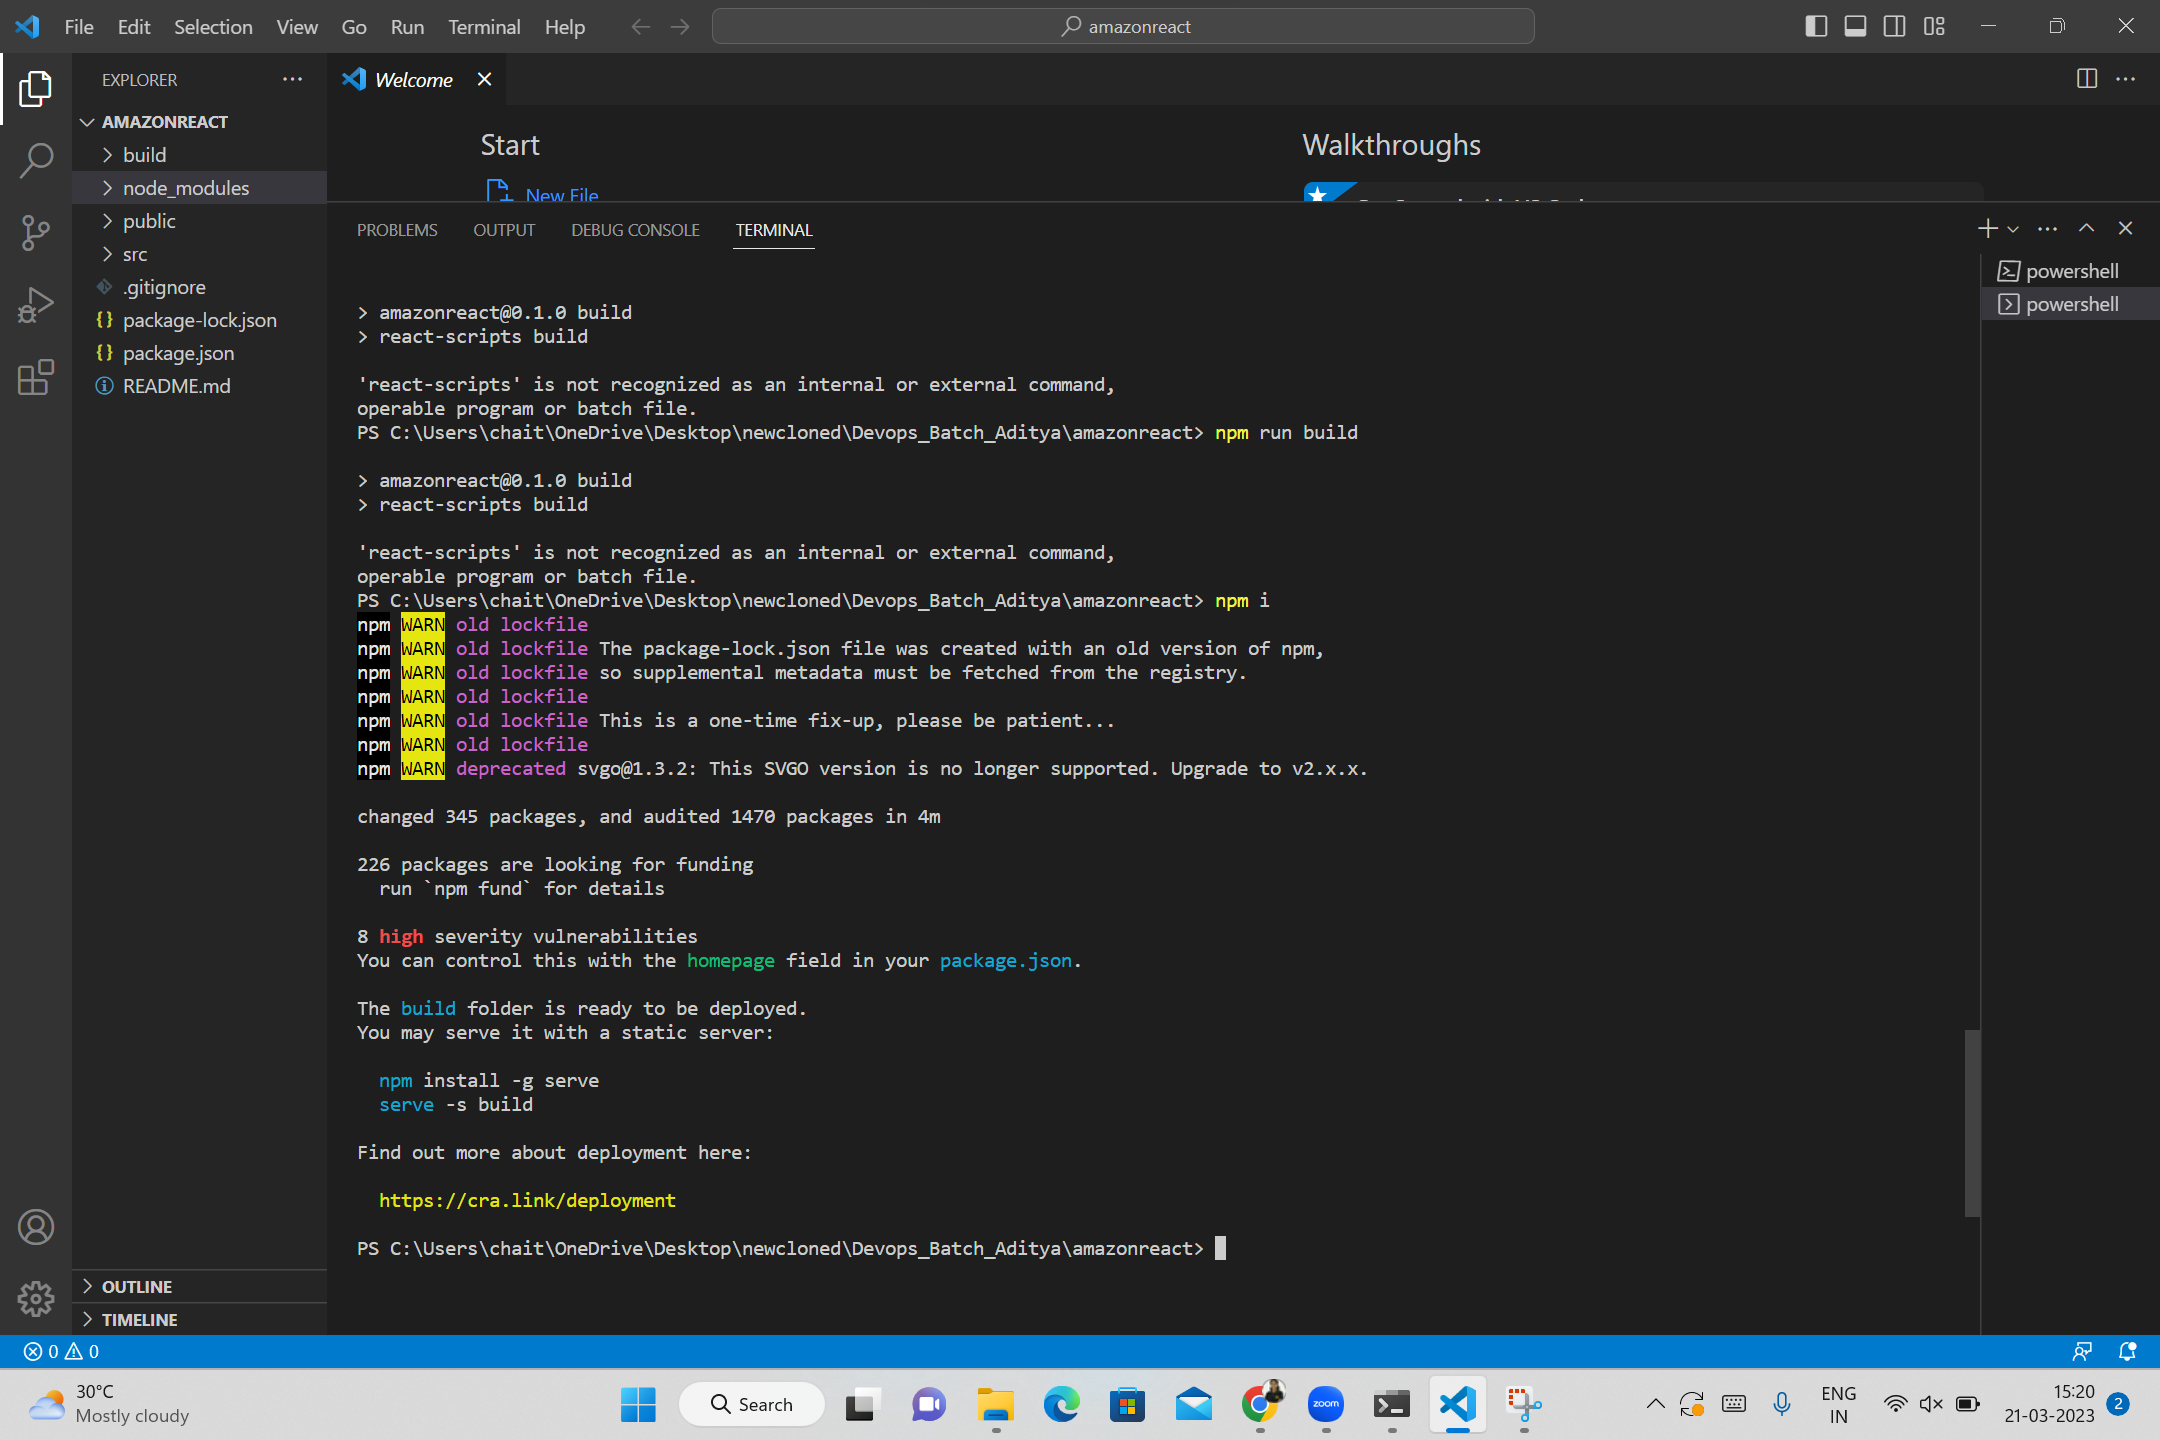 File Edit Selection View Go Run Terminal Help
amazonreact
EXPLORER
AMAZONREACT
build
node_modules
public
src
.gitignore
package-lock.json
package.json
README.md
OUTLINE
TIMELINE
Welcome
Start
New File
Walkthroughs
PROBLEMS OUTPUT DEBUG CONSOLE TERMINAL
powershell
powershell
> amazonreact@0.1.0 build
> react-scripts build
'react-scripts' is not recognized as an internal or external command,
operable program or batch file.
PS C:\Users\chait\OneDrive\Desktop\newcloned\Devops_Batch_Aditya\amazonreact> npm run build
> amazonreact@0.1.0 build
> react-scripts build
'react-scripts' is not recognized as an internal or external command,
operable program or batch file.
PS C:\Users\chait\OneDrive\Desktop\newcloned\Devops_Batch_Aditya\amazonreact> npm i
npm WARN old lockfile
npm WARN old lockfile The package-lock.json file was created with an old version of npm,
npm WARN old lockfile so supplemental metadata must be fetched from the registry.
npm WARN old lockfile
npm WARN old lockfile This is a one-time fix-up, please be patient...
npm WARN old lockfile
npm WARN deprecated svgo@1.3.2: This SVGO version is no longer supported. Upgrade to v2.x.x.
changed 345 packages, and audited 1470 packages in 4m
226 packages are looking for funding
run `npm fund` for details
8 high severity vulnerabilities
You can control this with the homepage field in your package.json.
The build folder is ready to be deployed.
You may serve it with a static server:
npm install -g serve
serve -s build
Find out more about deployment here:
https://cra.link/deployment
PS C:\Users\chait\OneDrive\Desktop\newcloned\Devops_Batch_Aditya\amazonreact>
0 0
30°C
Mostly cloudy
Search
zoom
ENG
IN
15:20
21-03-2023
2